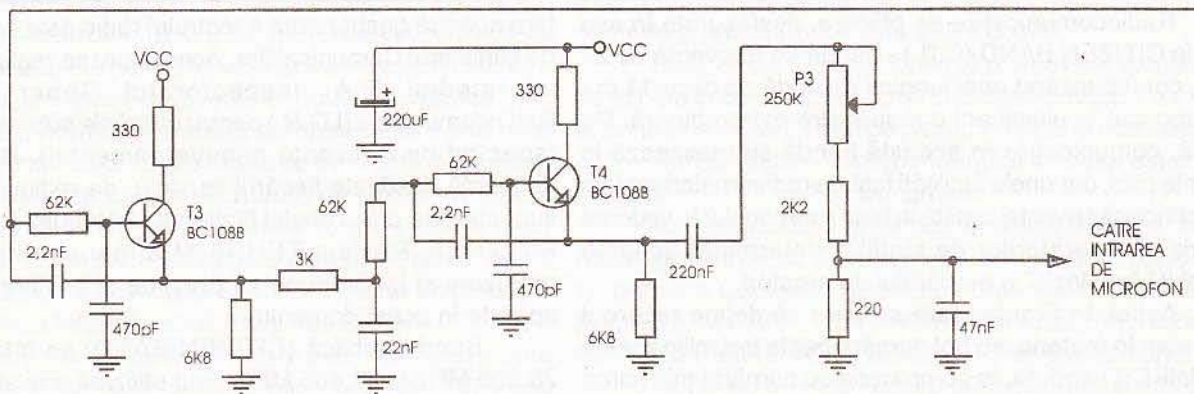 VCC
330
62K
T3
BC108B
2,2nF
470pF
3K
6K8
22nF
220uF
62K
62K
2,2nF
VCC
330
T4
BC108B
470pF
220nF
6K8
P3
250K
2K2
220
47nF
CATRE
INTRAREA
DE
MICROFON